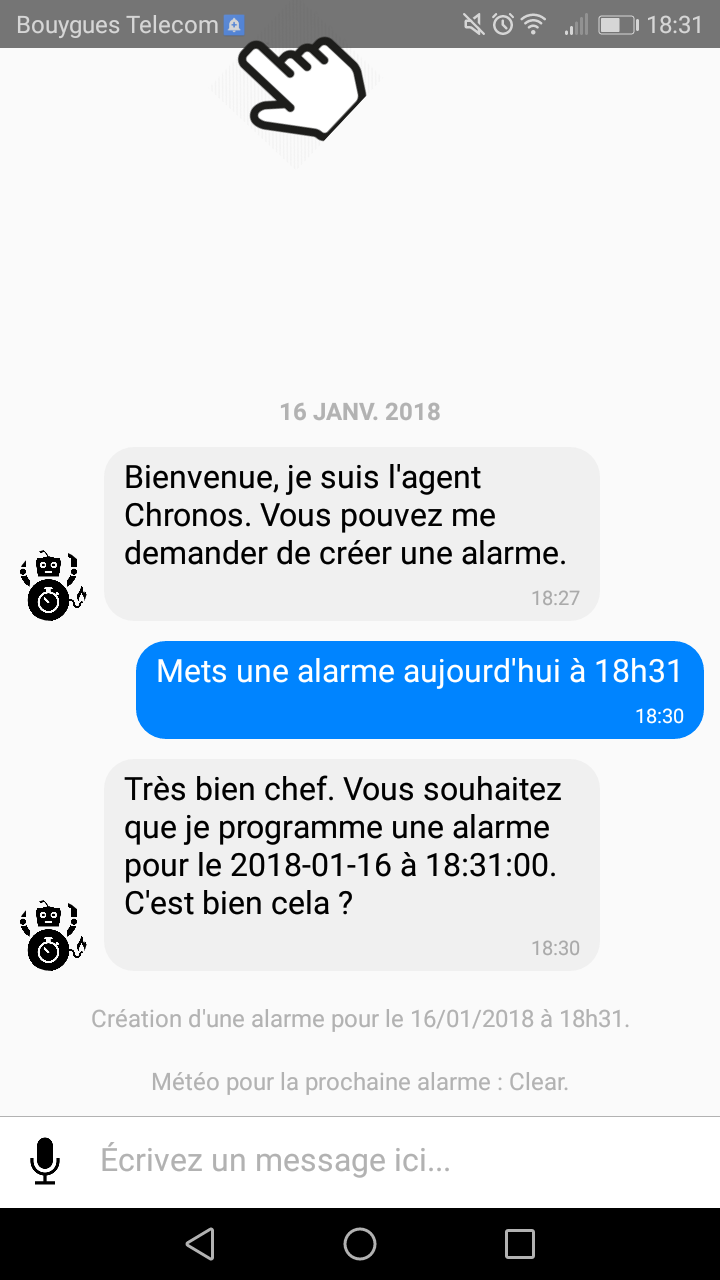 Bouygues Telecom 18:31
16 JANV. 2018
Bienvenue, je suis l'agent
Chronos. Vous pouvez me
demander de créer une alarme.
18:27
Mets une alarme aujourd'hui à 18h31
18:30
Très bien chef. Vous souhaitez
que je programme une alarme
pour le 2018-01-16 à 18:31:00.
C'est bien cela ?
18:30
Création d'une alarme pour le 16/01/2018 à 18h31.
Météo pour la prochaine alarme : Clear.
Écrivez un message ici...